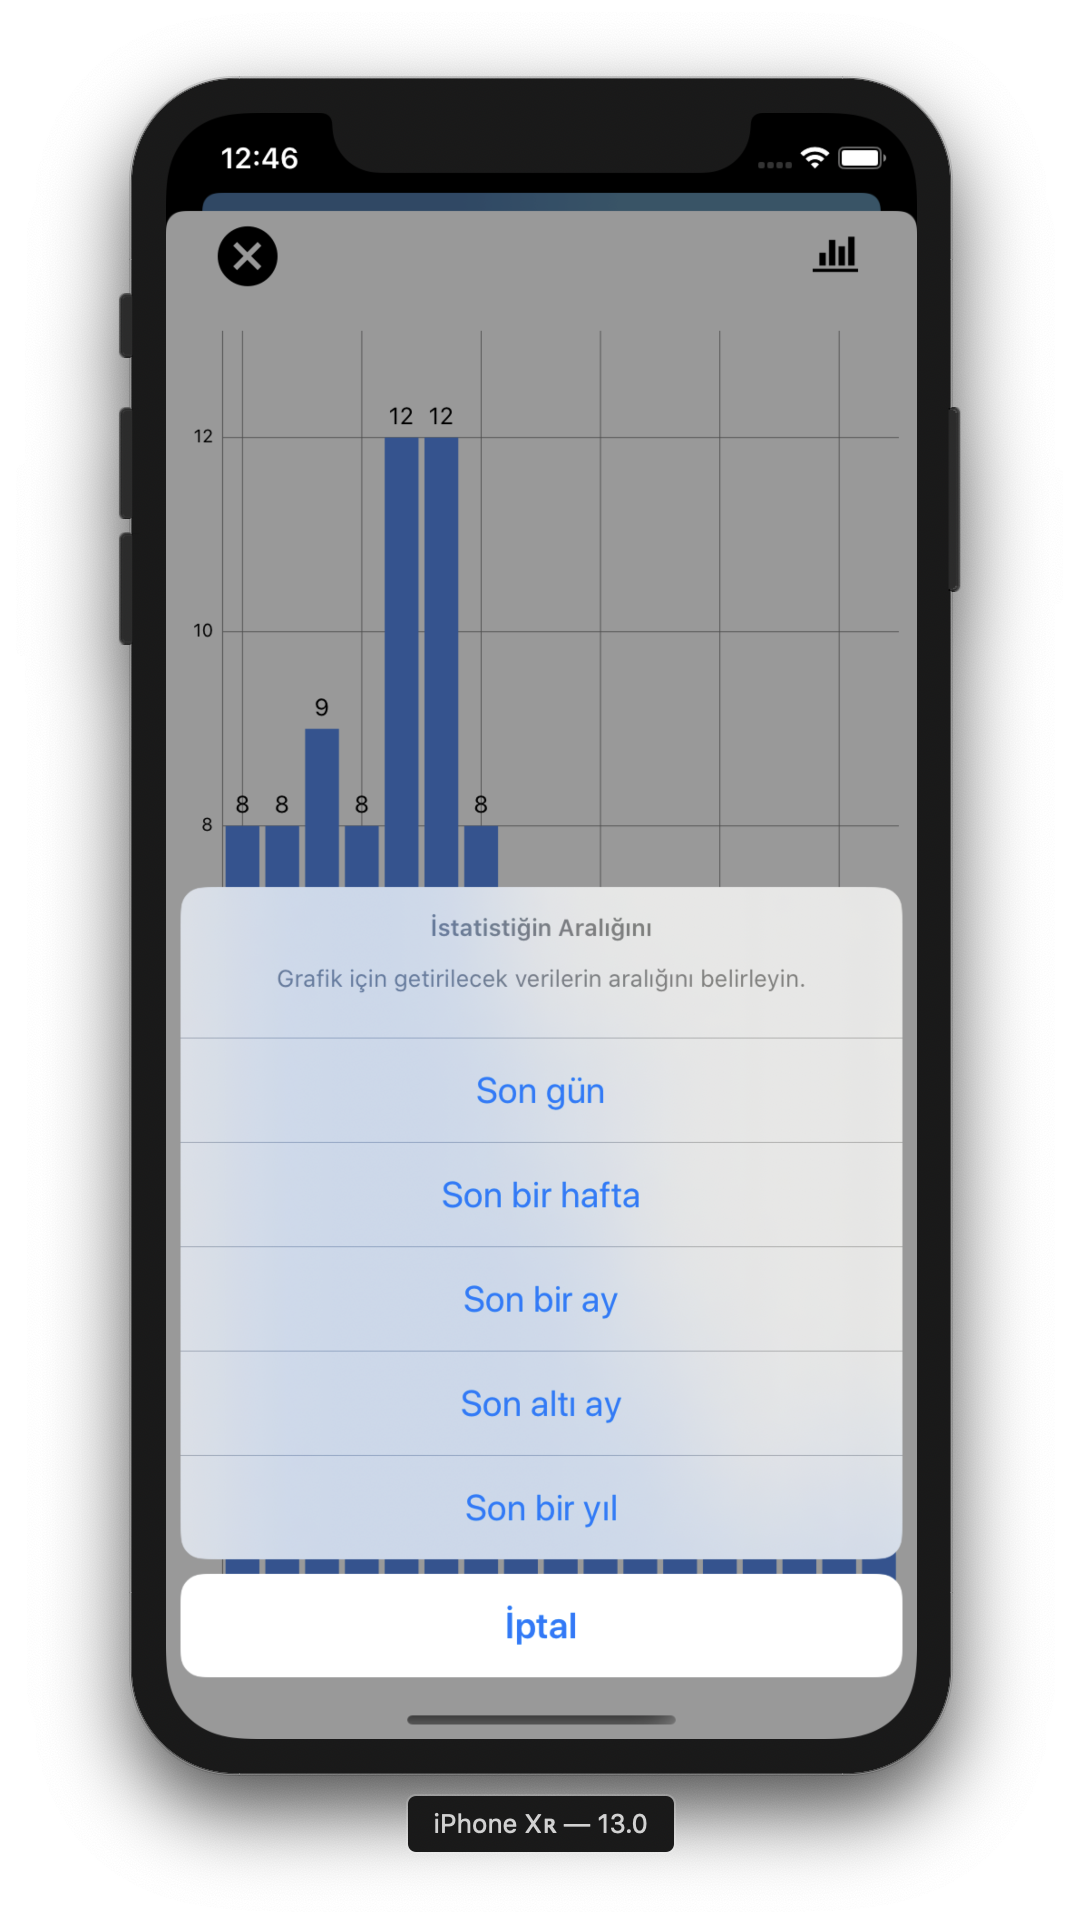 12:46
12 12
12
10
9
8 8 8 8
8
İstatistiğin Aralığını
Grafik için getirilecek verilerin aralığını belirleyin.
Son gün
Son bir hafta
Son bir ay
Son altı ay
Son bir yıl
İptal
iPhone Xʀ — 13.0